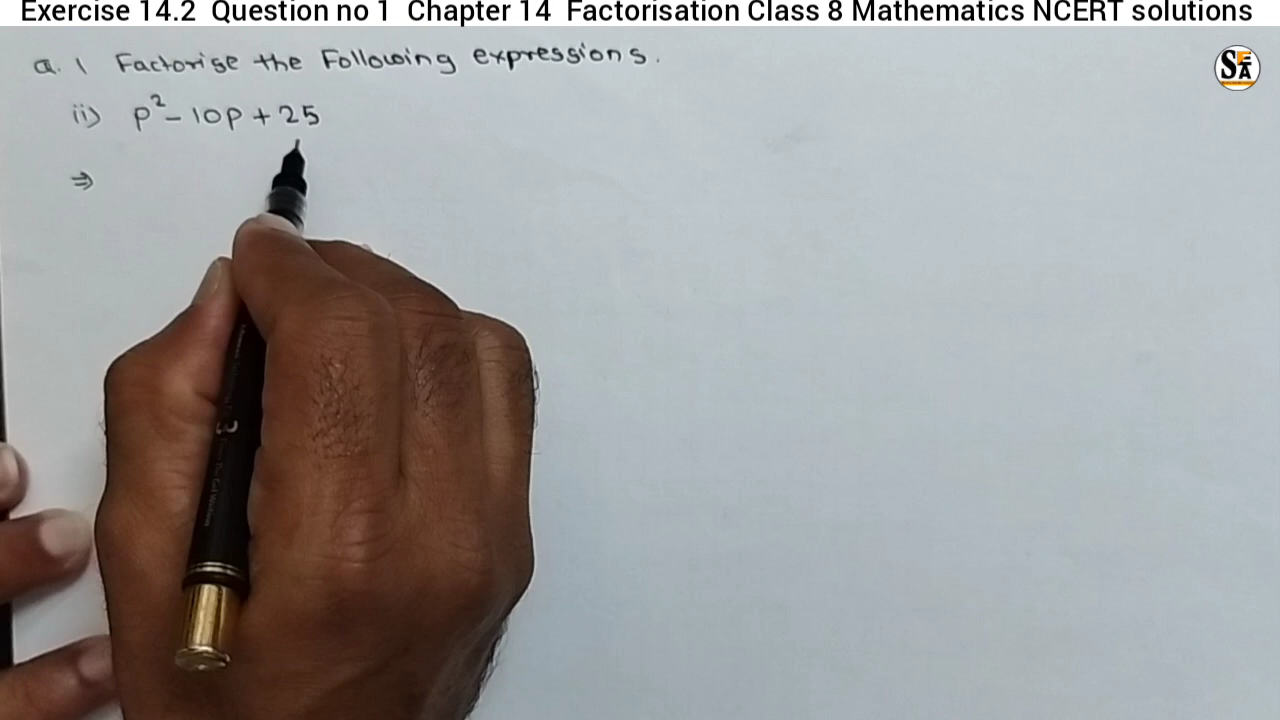 Exercise 14.2 Question no 1 Chapter 14 Factorisation Class 8 Mathematics NCERT solutions
Q. 1 Factorise the Following expressions.
ii) p² - 10p + 25
⇒
SEA